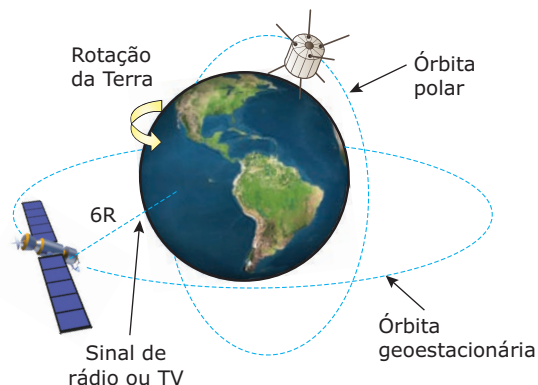 Rotação
da Terra
Órbita
polar
6R
Sinal de
rádio ou TV
Órbita
geoestacionária